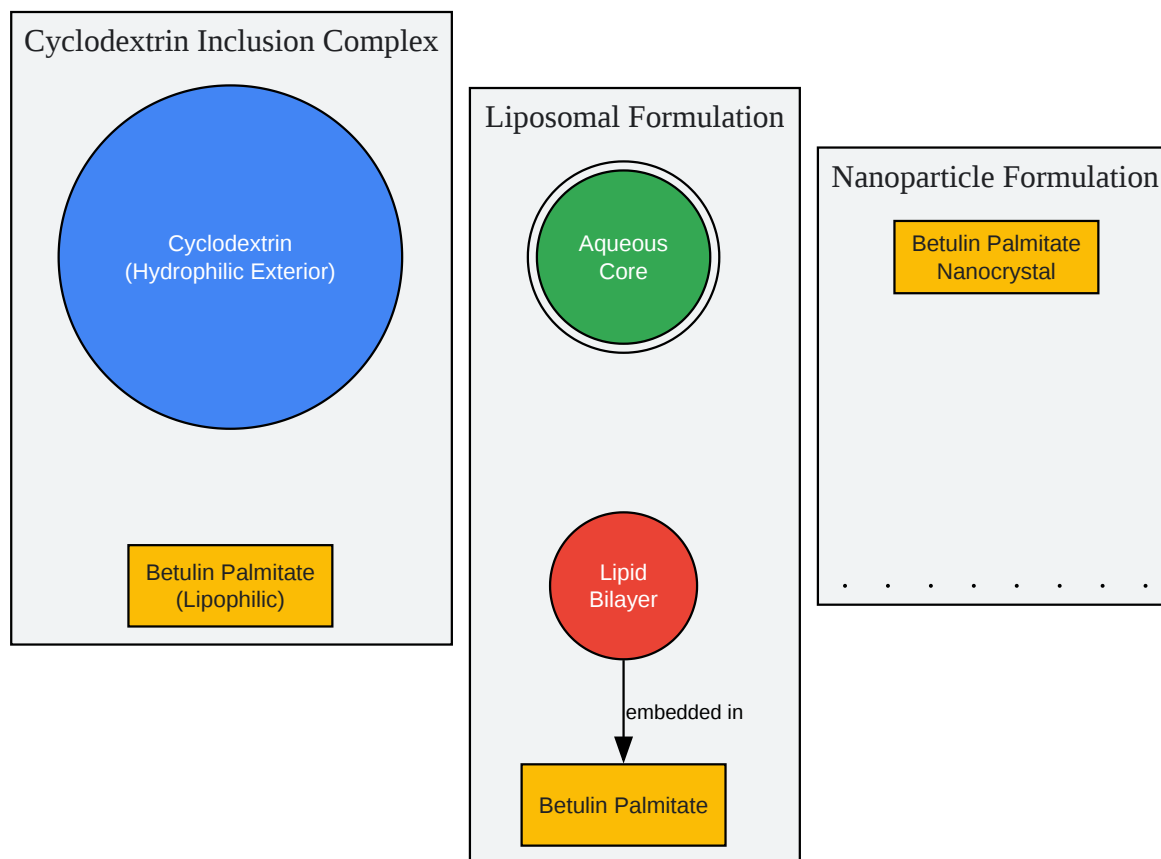 Cyclodextrin Inclusion Complex
Cyclodextrin
(Hydrophilic Exterior)
Betulin Palmitate
(Lipophilic)
Liposomal Formulation
Aqueous
Core
Lipid
Bilayer
embedded in
Betulin Palmitate
Nanoparticle Formulation
Betulin Palmitate
Nanocrystal